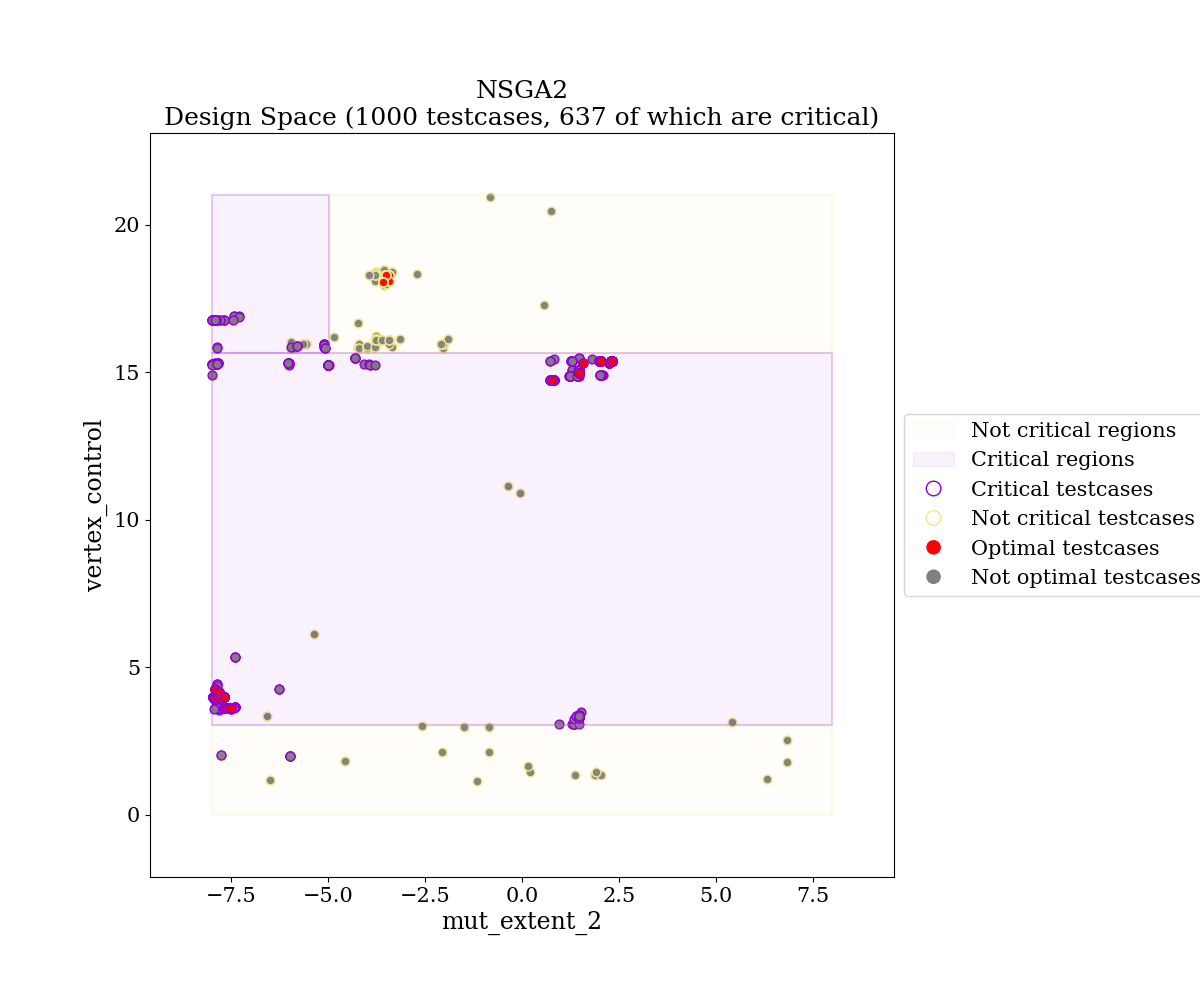 NSGA2
Design Space (1000 testcases, 637 of which are critical)
20
15
10
5
0
vertex_control
−7.5
−5.0
−2.5
0.0
2.5
5.0
7.5
mut_extent_2
Not critical regions
Critical regions
Critical testcases
Not critical testcases
Optimal testcases
Not optimal testcases